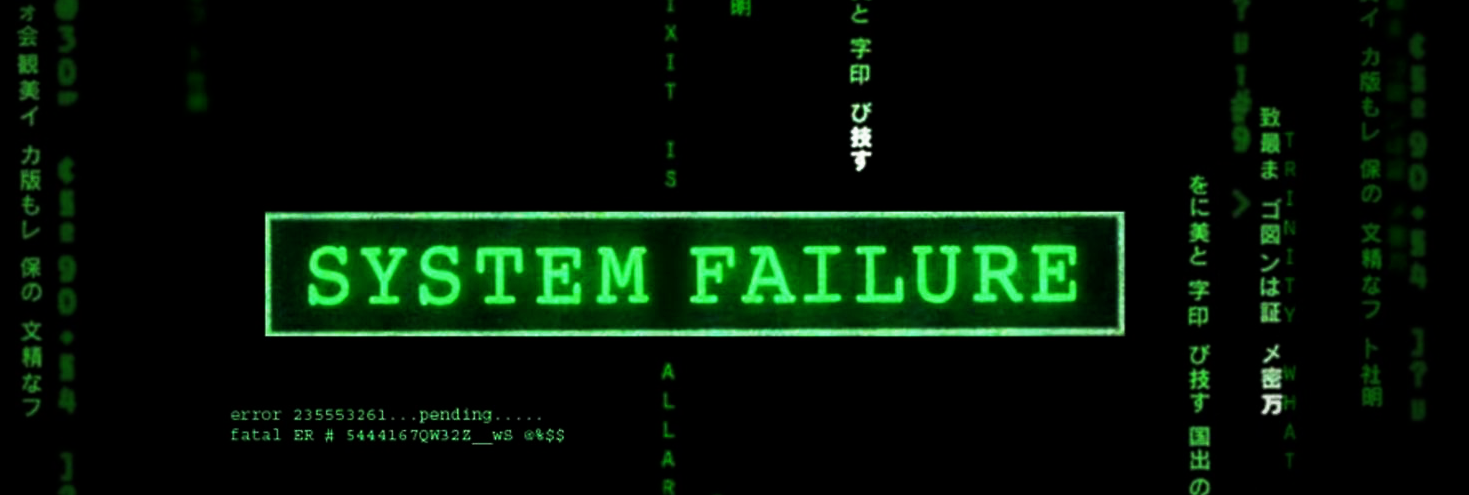 オ会 観美イ カ版もレ 保の 文精なフ
IXIT IS
明
と 字印 び技す
SYSTEM FAILURE
ALLAR
error 235553261...pending.....
fatal ER # 5444167QW32Z__wS @%$$
をに美と 字印 び技す 国出の
致最ま ゴ図ンは証 メ密万
TRINITY WHAT
イ カ版もレ 保の 文精なフ ト社明